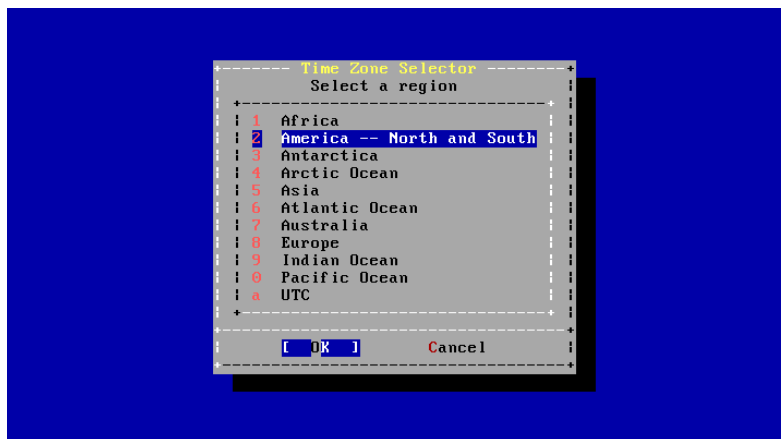 Time Zone Selector
Select a region
1 Africa
2 America -- North and South
3 Antarctica
4 Arctic Ocean
5 Asia
6 Atlantic Ocean
7 Australia
8 Europe
9 Indian Ocean
0 Pacific Ocean
a UTC
[ OK ] Cancel